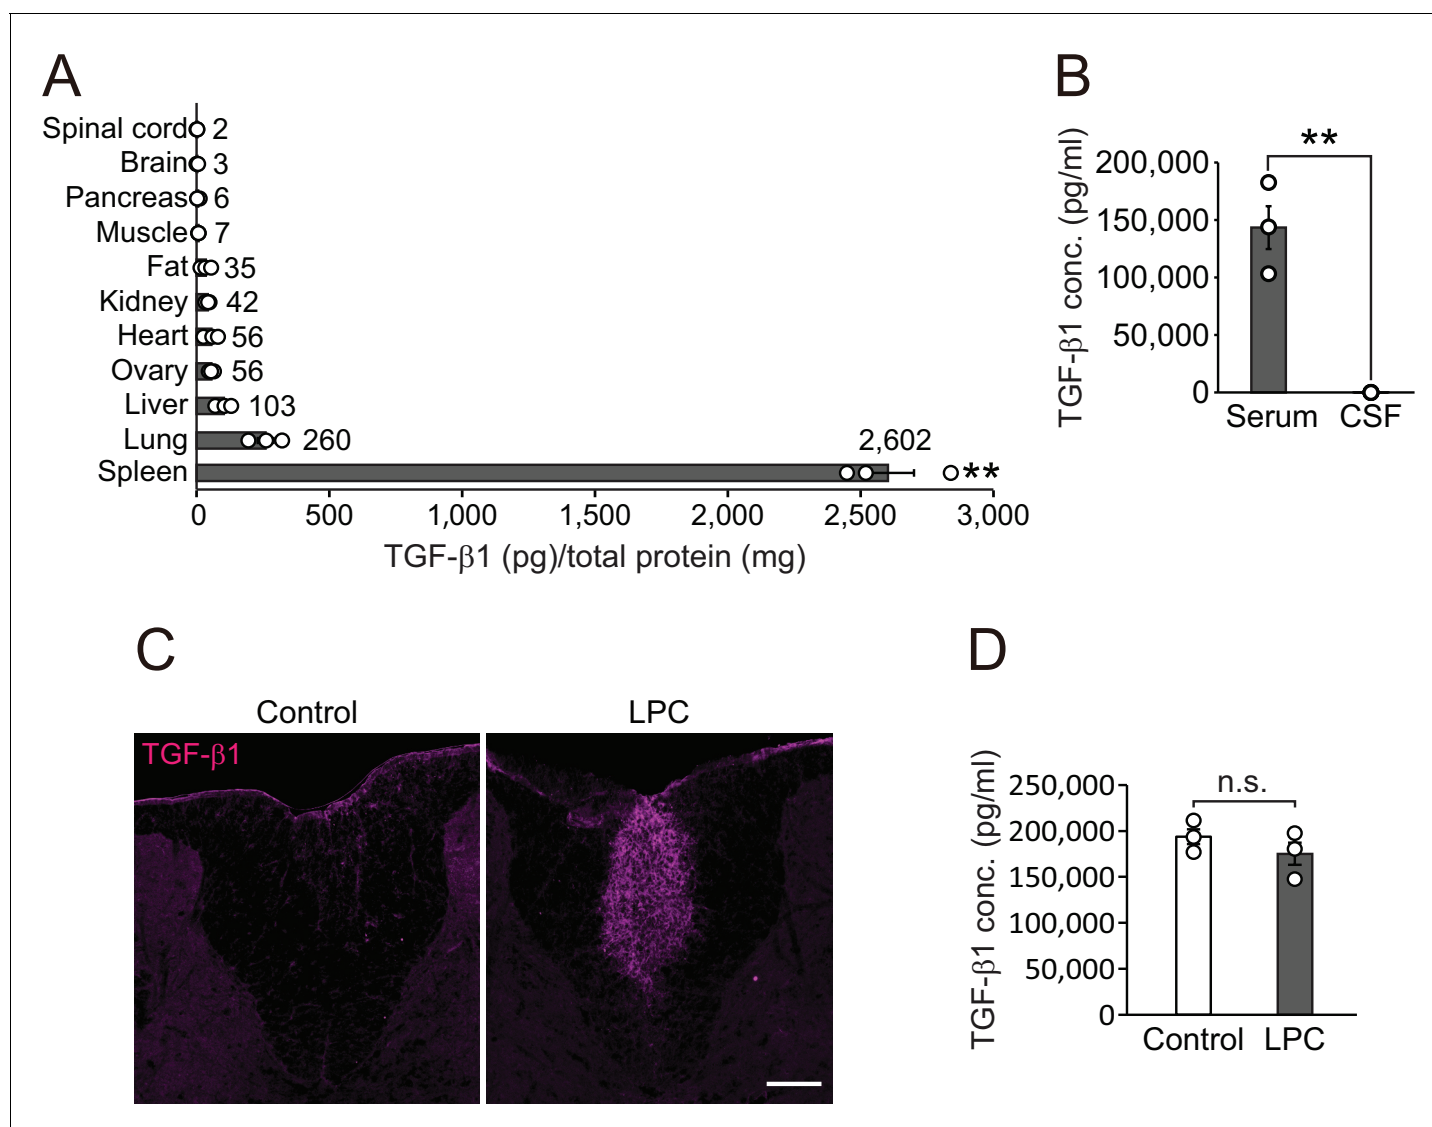 A
Spinal cord 2
Brain 3
Pancreas 6
Muscle 7
Fat 35
Kidney 42
Heart 56
Ovary 56
Liver 103
Lung 260
Spleen 2,602 **
0 500 1,000 1,500 2,000 2,500 3,000
TGF-β1 (pg)/total protein (mg)
B
TGF-β1 conc. (pg/ml)
**
200,000
150,000
100,000
50,000
0
Serum CSF
C
Control LPC
TGF-β1
D
TGF-β1 conc. (pg/ml)
n.s.
250,000
200,000
150,000
100,000
50,000
0
Control LPC